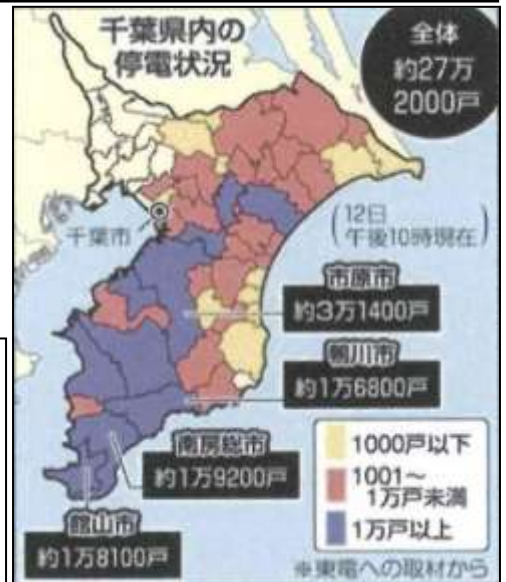 千葉県内の
停電状況
全体
約27万
2000戸
千葉市
(12日
午後10時現在)
市原市
約3万1400戸
鴨川市
約1万6800戸
南房総市
約1万9200戸
館山市
約1万8100戸
1000戸以下
1001〜
1万戸未満
1万戸以上
※東電への取材から